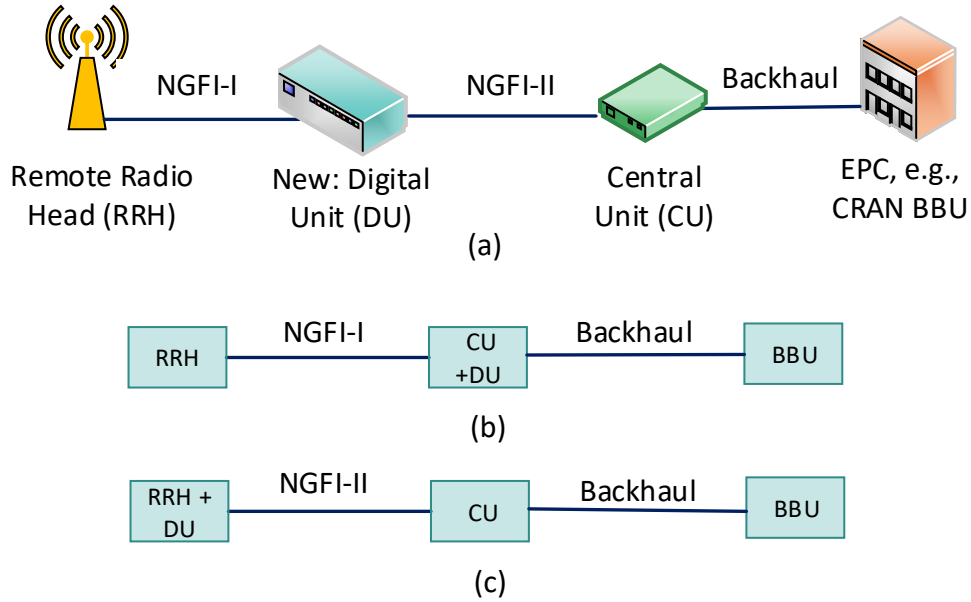 NGFI-I
NGFI-II
Backhaul
Remote Radio
Head (RRH)
New: Digital
Unit (DU)
Central
Unit (CU)
EPC, e.g.,
CRAN BBU
(a)
NGFI-I
Backhaul
RRH
CU
+DU
BBU
(b)
NGFI-II
Backhaul
RRH +
DU
CU
BBU
(c)